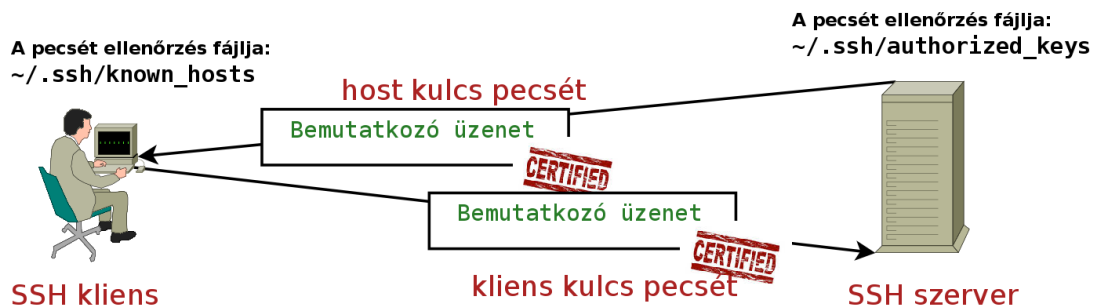 A pecsét ellenőrzés fájlja:
~/.ssh/known_hosts
A pecsét ellenőrzés fájlja:
~/.ssh/authorized_keys
host kulcs pecsét
Bemutatkozó üzenet
CERTIFIED
Bemutatkozó üzenet
CERTIFIED
kliens kulcs pecsét
SSH kliens
SSH szerver